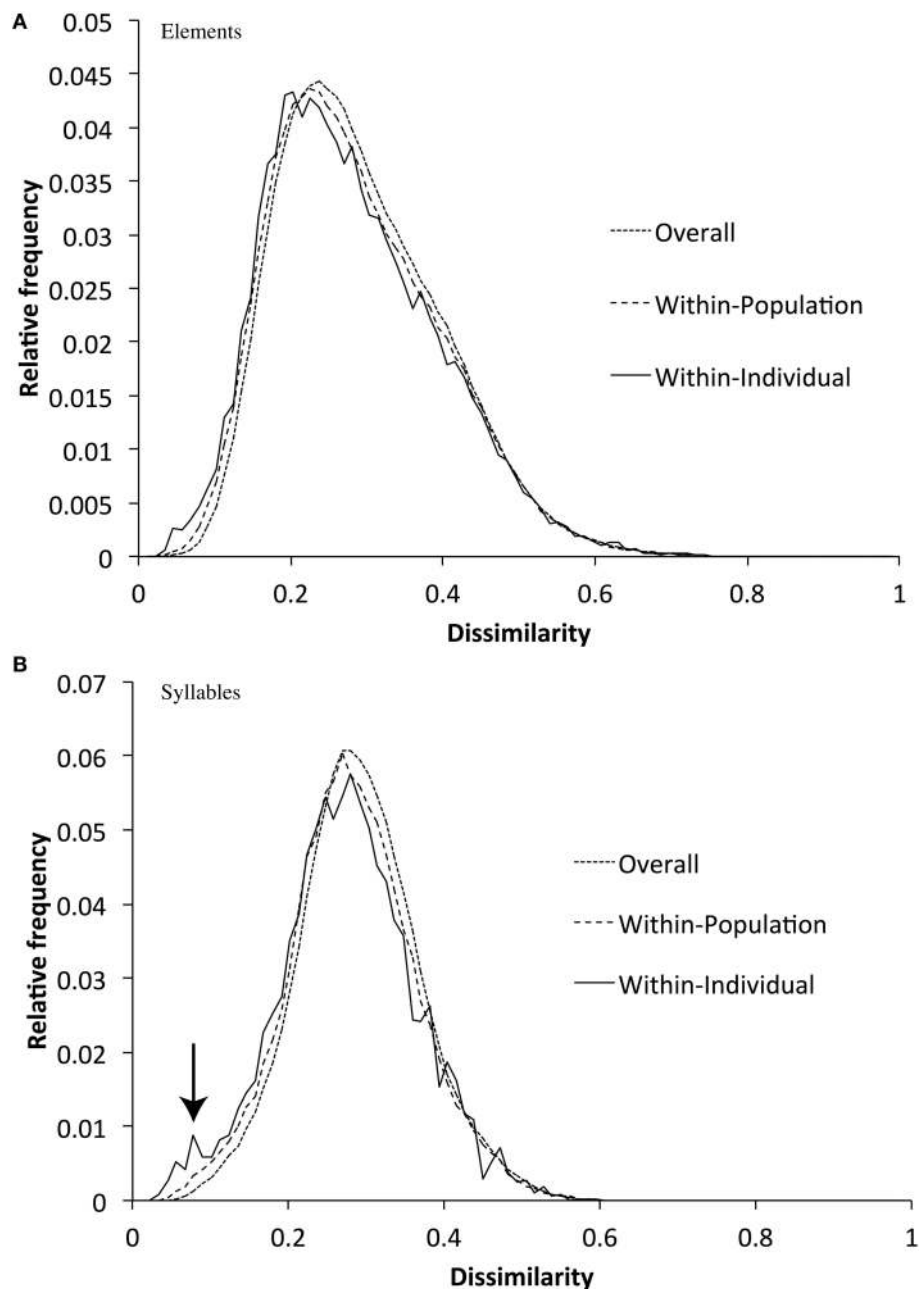 A
Elements
0.05
0.045
0.04
0.035
0.03
0.025
0.02
0.015
0.01
0.005
0
Relative frequency
Overall
Within-Population
Within-Individual
0 0.2 0.4 0.6 0.8 1
Dissimilarity
B
Syllables
0.07
0.06
0.05
0.04
0.03
0.02
0.01
0
Relative frequency
Overall
Within-Population
Within-Individual
0 0.2 0.4 0.6 0.8 1
Dissimilarity